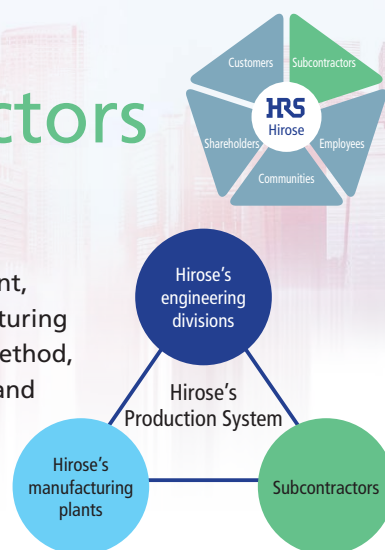 Customers
Subcontractors
ctors
HRS
Hirose
Shareholders
Employees
Communities
nt,
turing
ethod,
and
Hirose's
engineering
divisions
Hirose's
Production System
Hirose's
manufacturing
plants
Subcontractors